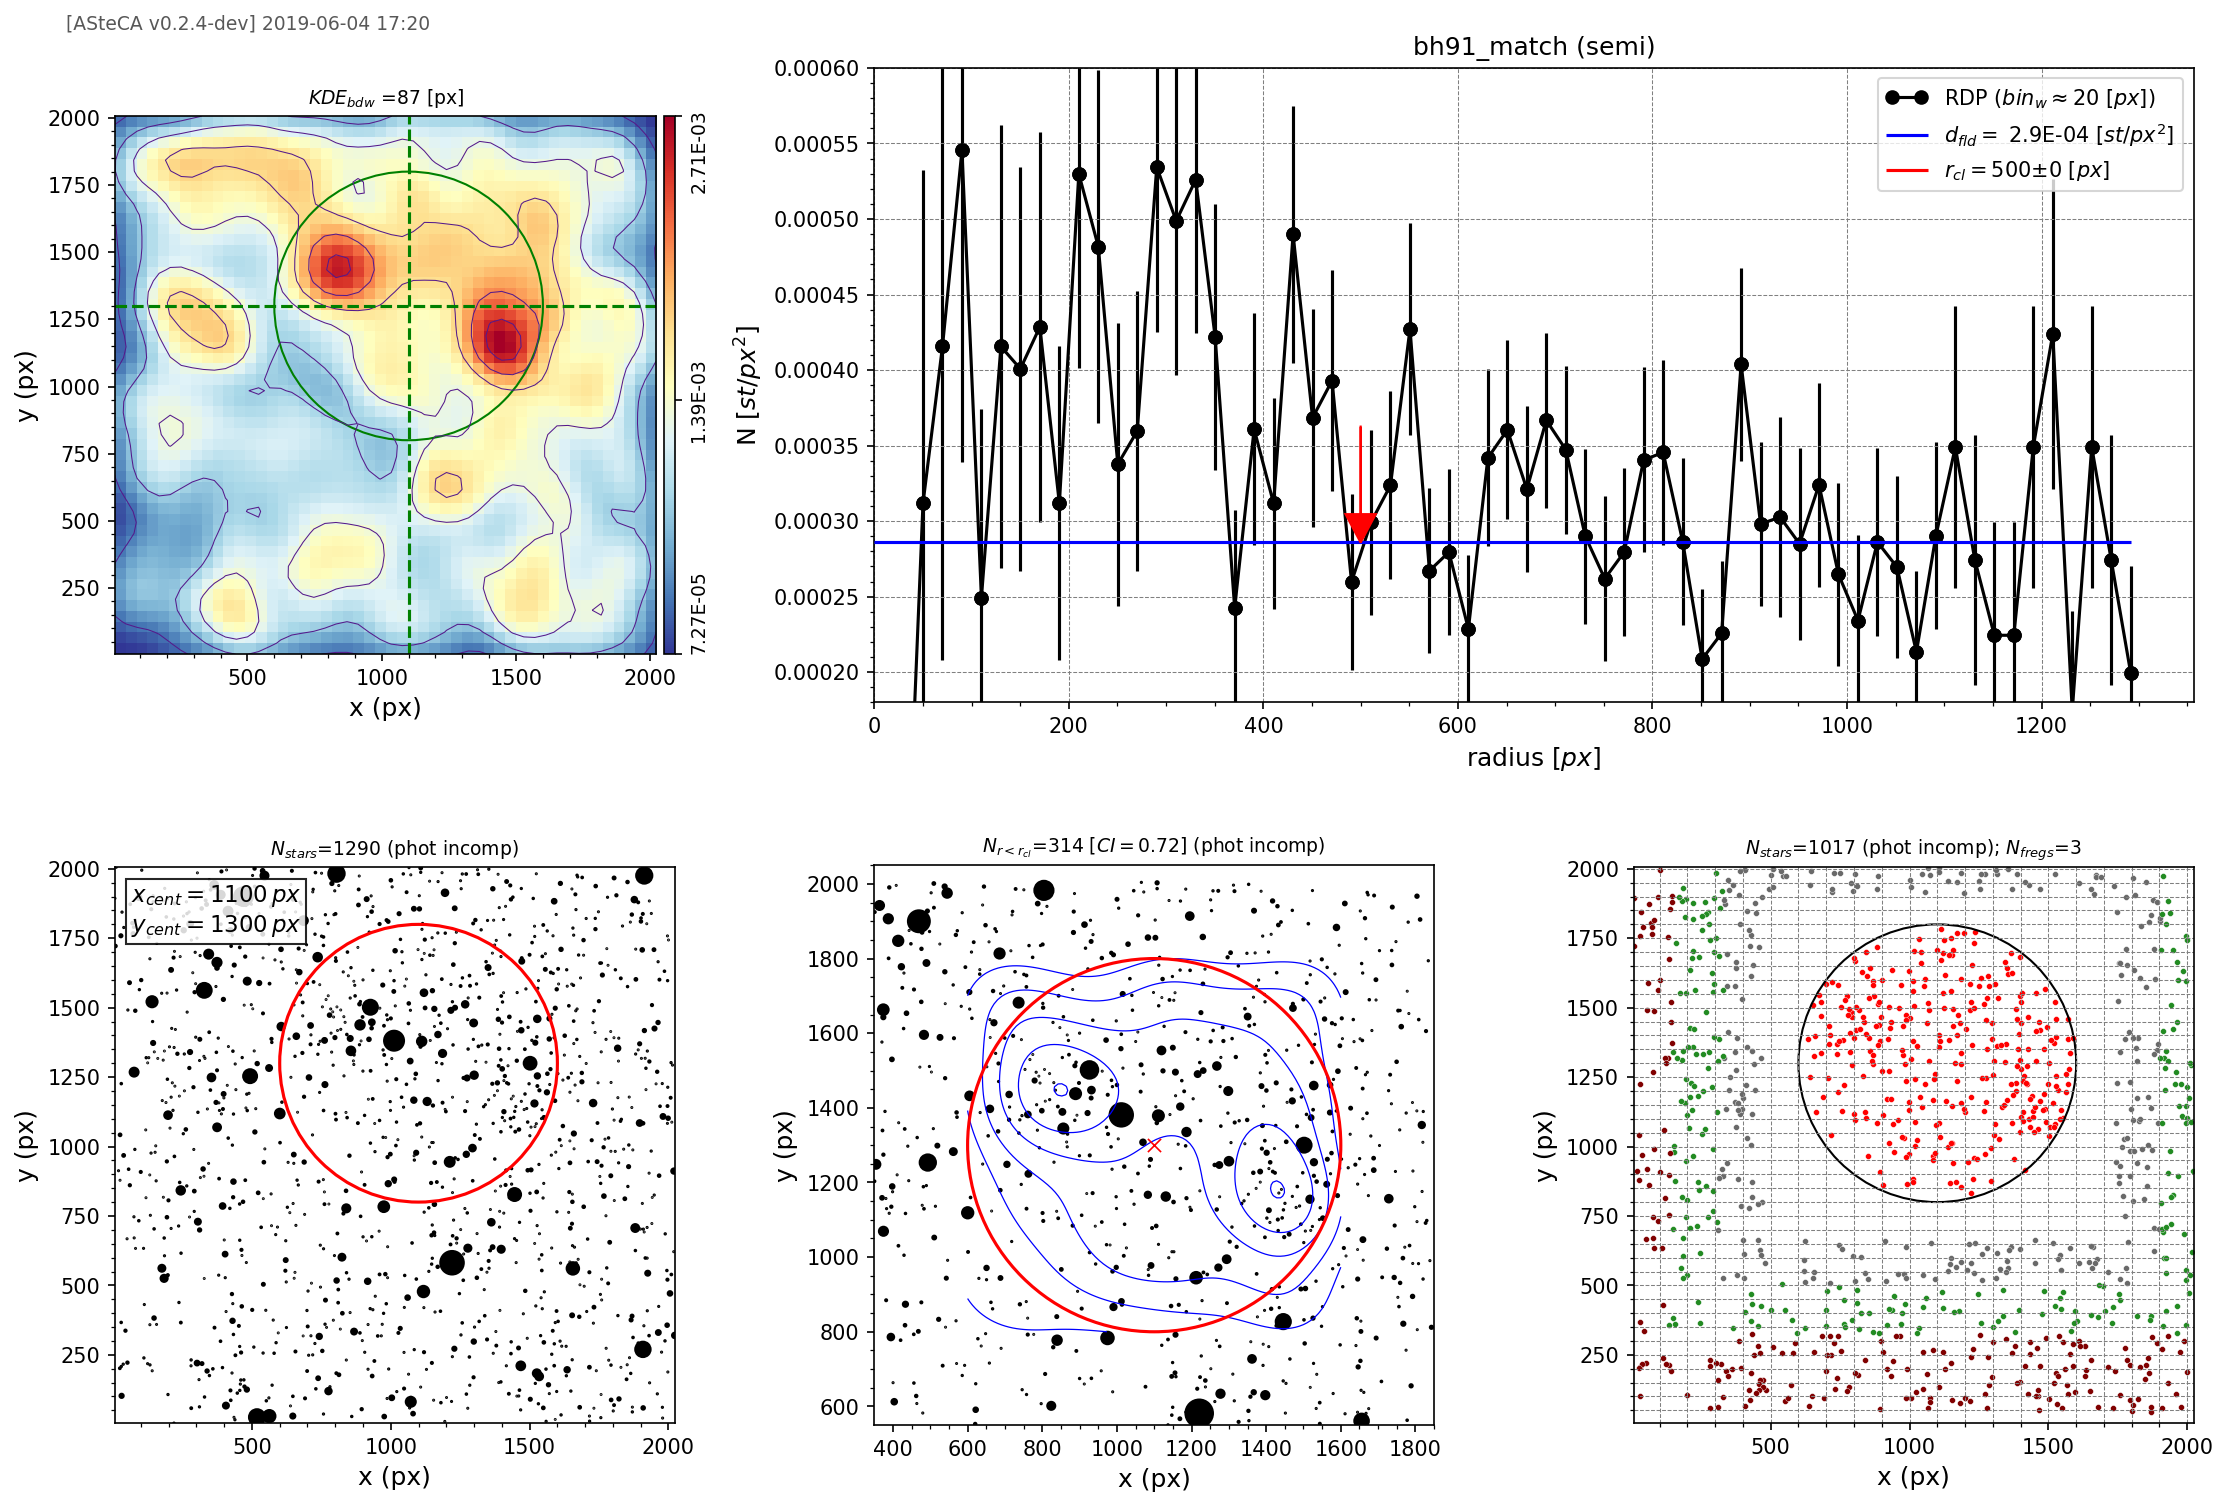 [ASteCA v0.2.4-dev] 2019-06-04 17:20
KDE_bdw =87 [px]
2000
1750
1500
1250
1000
750
500
250
y (px)
500
1000
1500
2000
x (px)
2.71E-03
1.39E-03
7.27E-05
bh91_match (semi)
0.00060
0.00055
0.00050
0.00045
0.00040
0.00035
0.00030
0.00025
0.00020
N [st/px²]
RDP (bin_w ≈ 20 [px])
d_fld = 2.9E-04 [st/px²]
r_cl = 500±0 [px]
0
200
400
600
800
1000
1200
radius [px]
N_stars=1290 (phot incomp)
x_cent = 1100 px
y_cent = 1300 px
2000
1750
1500
1250
1000
750
500
250
y (px)
500
1000
1500
2000
x (px)
N_r<r_cl=314 [CI = 0.72] (phot incomp)
2000
1800
1600
1400
1200
1000
800
600
y (px)
400
600
800
1000
1200
1400
1600
1800
x (px)
N_stars=1017 (phot incomp); N_fregs=3
2000
1750
1500
1250
1000
750
500
250
y (px)
500
1000
1500
2000
x (px)